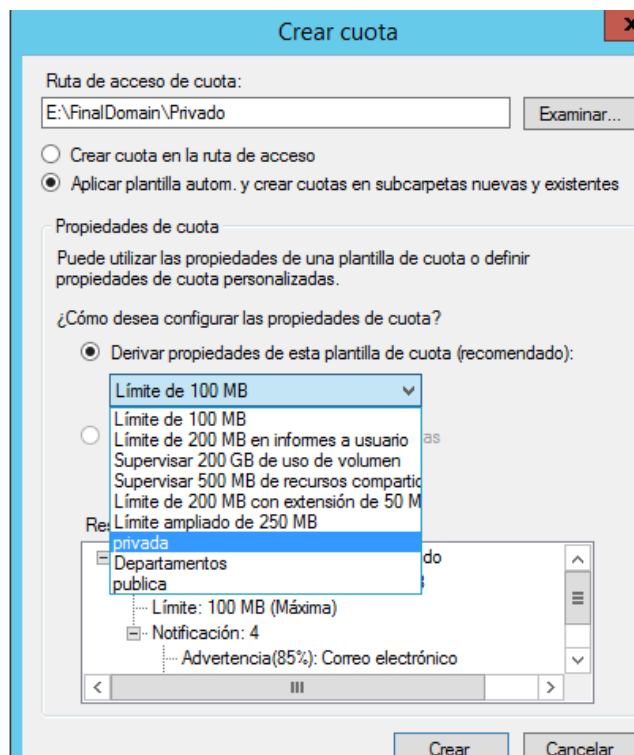 Crear cuota
x
Ruta de acceso de cuota:
E:\FinalDomain\Privado
Examinar...
Crear cuota en la ruta de acceso
Aplicar plantilla autom. y crear cuotas en subcarpetas nuevas y existentes
Propiedades de cuota
Puede utilizar las propiedades de una plantilla de cuota o definir
propiedades de cuota personalizadas.
¿Cómo desea configurar las propiedades de cuota?
Derivar propiedades de esta plantilla de cuota (recomendado):
Límite de 100 MB
Límite de 100 MB
Límite de 200 MB en informes a usuario
as
Supervisar 200 GB de uso de volumen
Supervisar 500 MB de recursos compartic
Límite de 200 MB con extensión de 50 M
Límite ampliado de 250 MB
Re
privada
do
Departamentos
publica
Límite: 100 MB (Máxima)
Notificación: 4
Advertencia(85%): Correo electrónico
Crear
Cancelar